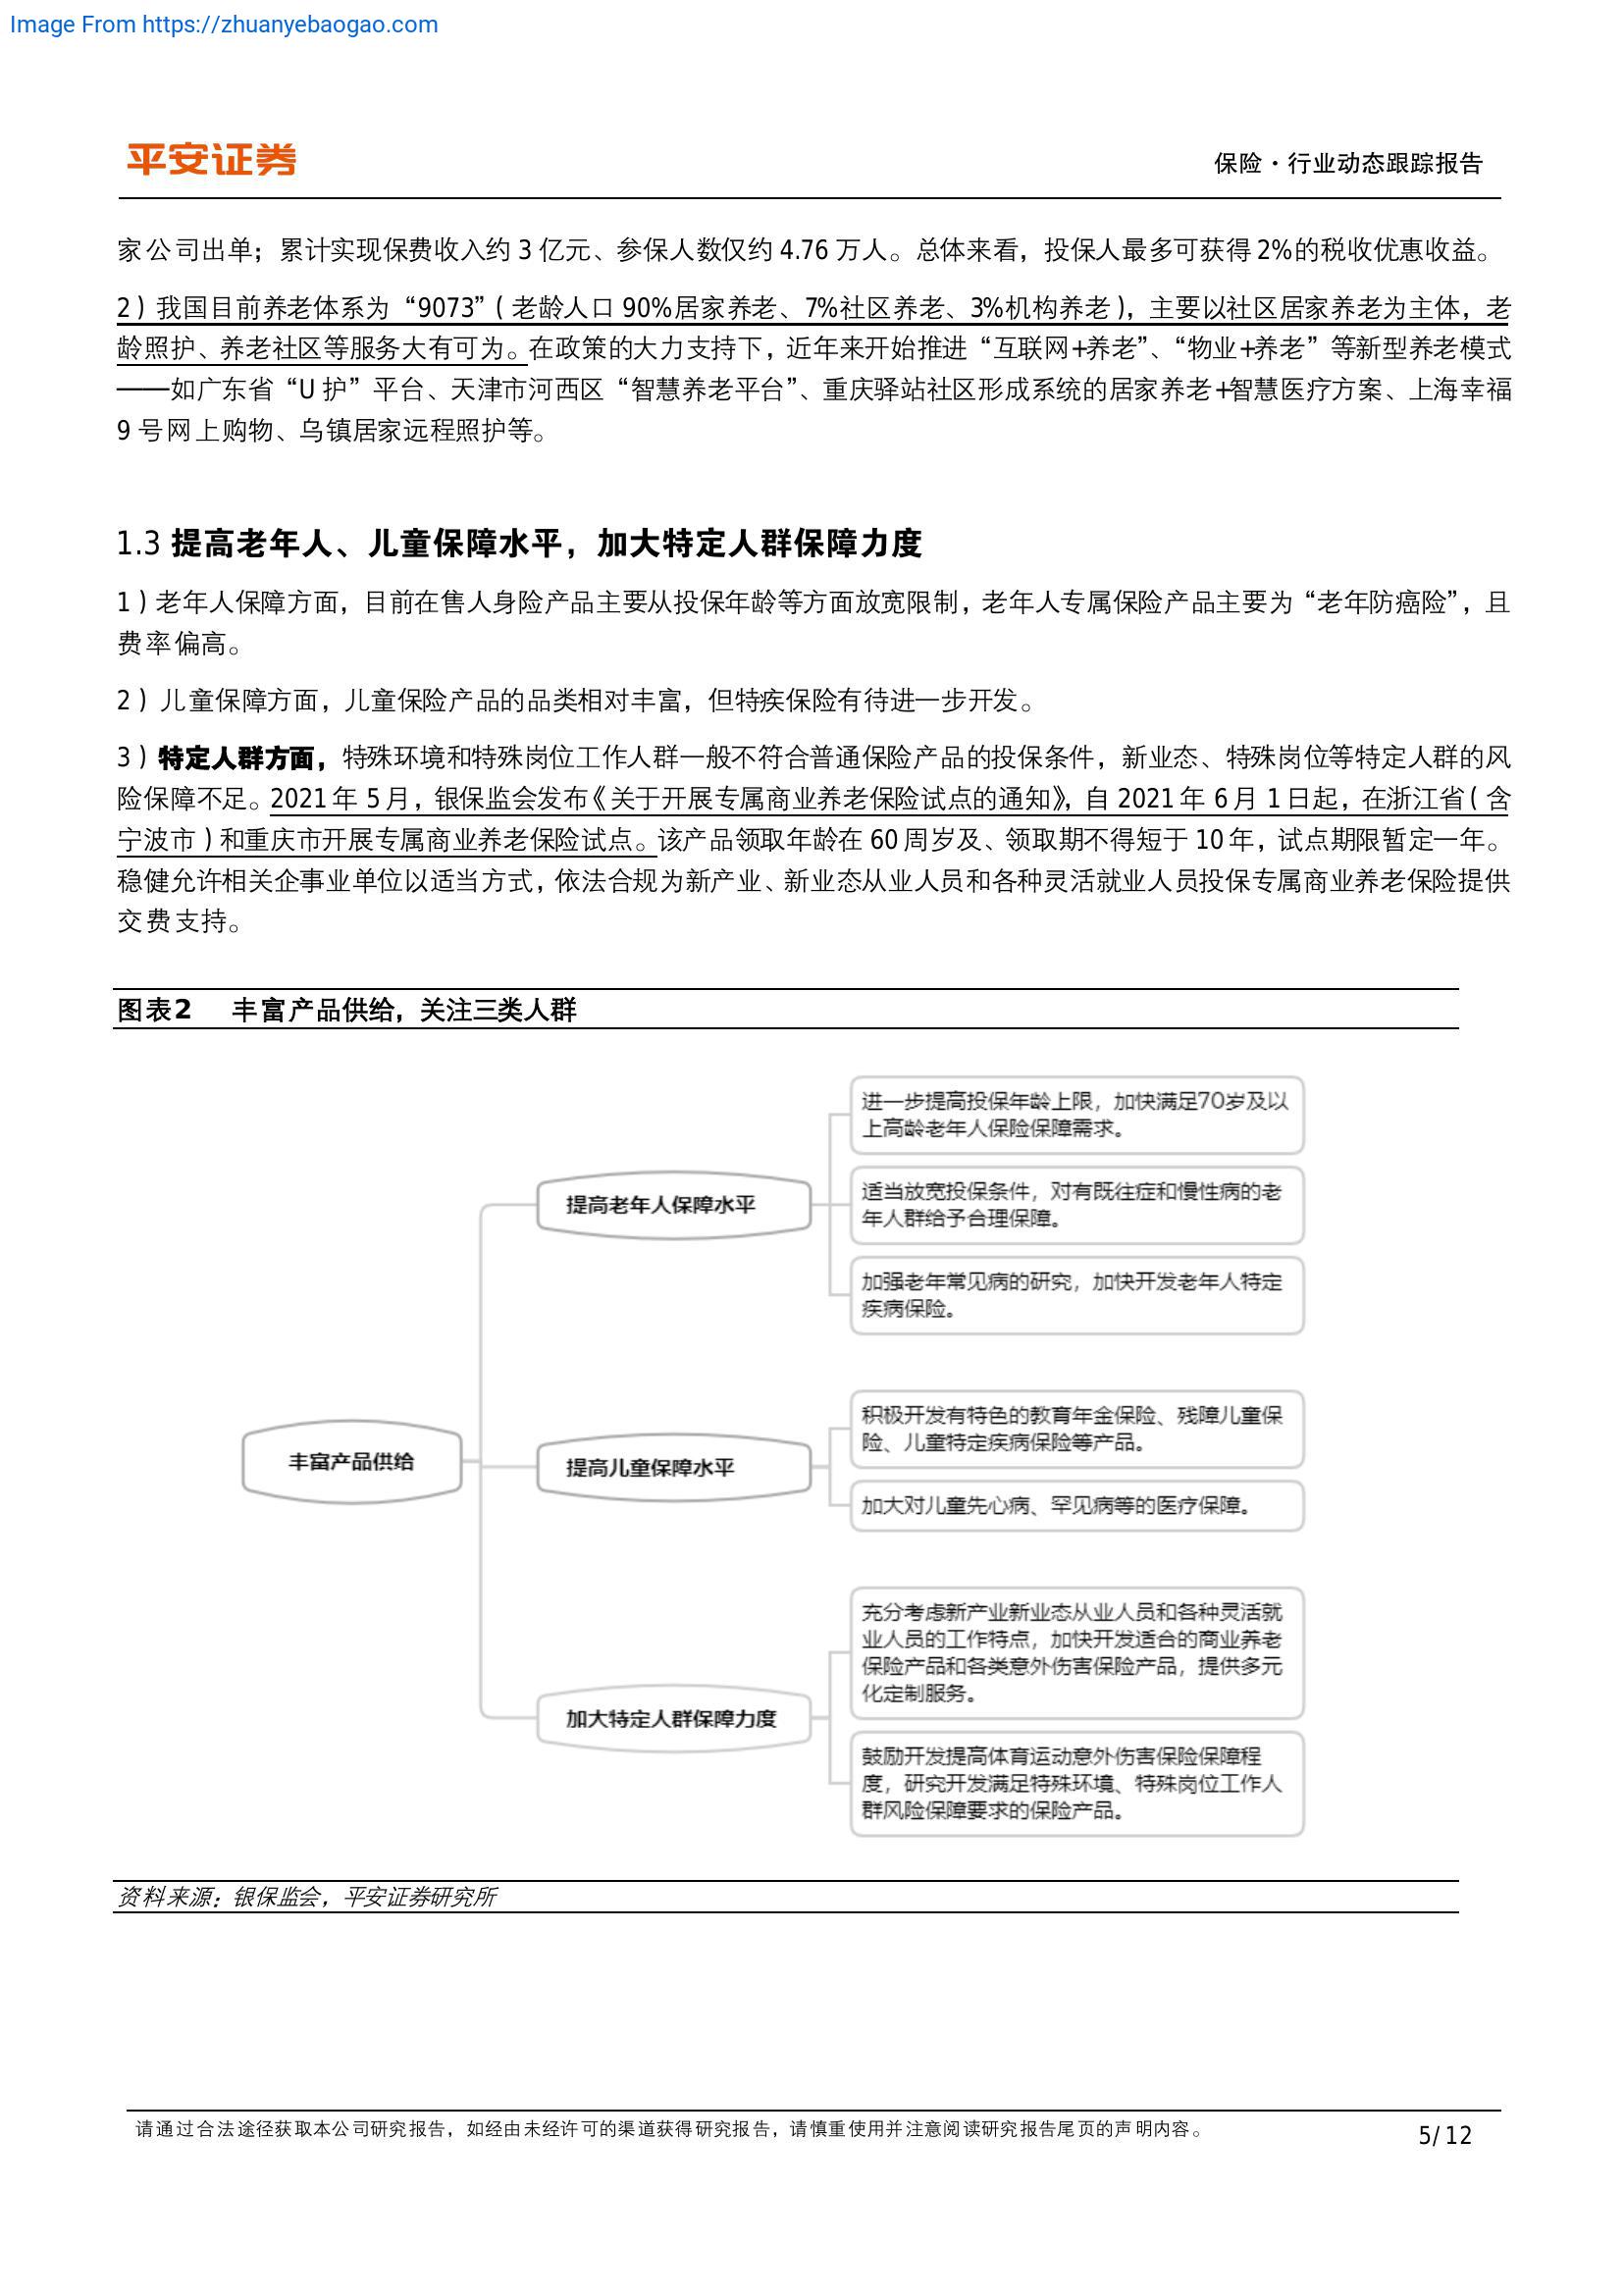 Image From https://zhuanyebaogao.com
平安证券
保险·行业动态跟踪报告
家公司出单；累计实现保费收入约 3 亿元、参保人数仅约 4.76 万人。总体来看，投保人最多可获得 2%的税收优惠收益。
2）我国目前养老体系为“9073”（老龄人口 90%居家养老、7%社区养老、3%机构养老），主要以社区居家养老为主体，老
龄照护、养老社区等服务大有可为。在政策的大力支持下，近年来开始推进“互联网+养老”、“物业+养老”等新型养老模式
——如广东省“U 护”平台、天津市河西区“智慧养老平台”、重庆驿站社区形成系统的居家养老+智慧医疗方案、上海幸福
9 号网上购物、乌镇居家远程照护等。
1.3 提高老年人、儿童保障水平，加大特定人群保障力度
1）老年人保障方面，目前在售人身险产品主要从投保年龄等方面放宽限制，老年人专属保险产品主要为“老年防癌险”，且
费率偏高。
2）儿童保障方面，儿童保险产品的品类相对丰富，但特疾保险有待进一步开发。
3）特定人群方面，特殊环境和特殊岗位工作人群一般不符合普通保险产品的投保条件，新业态、特殊岗位等特定人群的风
险保障不足。2021 年 5 月，银保监会发布《关于开展专属商业养老保险试点的通知》，自 2021 年 6 月 1 日起，在浙江省（含
宁波市）和重庆市开展专属商业养老保险试点。该产品领取年龄在 60 周岁及、领取期不得短于 10 年，试点期限暂定一年。
稳健允许相关企事业单位以适当方式，依法合规为新产业、新业态从业人员和各种灵活就业人员投保专属商业养老保险提供
交费支持。
图表2 丰富产品供给，关注三类人群
丰富产品供给
提高老年人保障水平
进一步提高投保年龄上限，加快满足70岁及以
上高龄老年人保险保障需求。
适当放宽投保条件，对有既往症和慢性病的老
年人群给予合理保障。
加强老年常见病的研究，加快开发老年人特定
疾病保险。
提高儿童保障水平
积极开发有特色的教育年金保险、残障儿童保
险、儿童特定疾病保险等产品。
加大对儿童先心病、罕见病等的医疗保障。
加大特定人群保障力度
充分考虑新产业新业态从业人员和各种灵活就
业人员的工作特点，加快开发适合的商业养老
保险产品和各类意外伤害保险产品，提供多元
化定制服务。
鼓励开发提高体育运动意外伤害保险保障程
度，研究开发满足特殊环境、特殊岗位工作人
群风险保障要求的保险产品。
资料来源：银保监会，平安证券研究所
请通过合法途径获取本公司研究报告，如经由未经许可的渠道获得研究报告，请慎重使用并注意阅读研究报告尾页的声明内容。
5/ 12